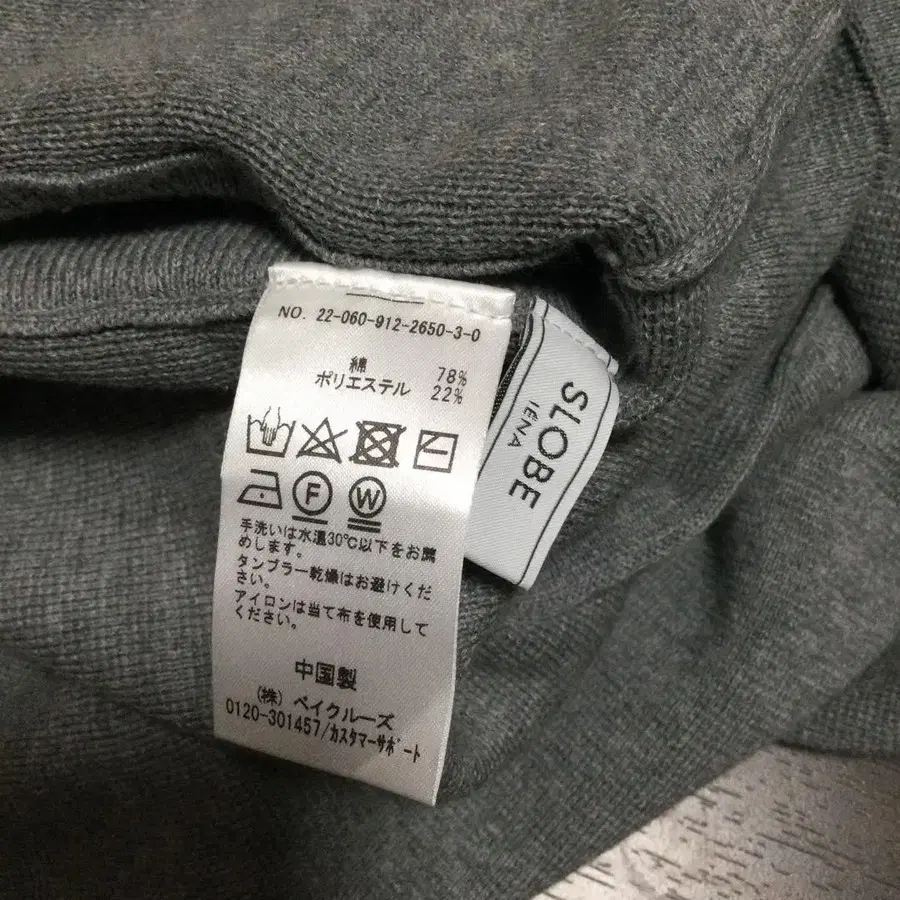 NO. 22-060-912-2650-3-0
綿 78%
ポリエステル 22%
F W
手洗いは水温30℃以下をお薦
めします。
タンブラー乾燥はお避けくだ
さい。
アイロンは当て布を使用して
ください。
中国製
(株) ベイクルーズ
0120-301457/カスタマーサポート
SLOBE
IÉNA